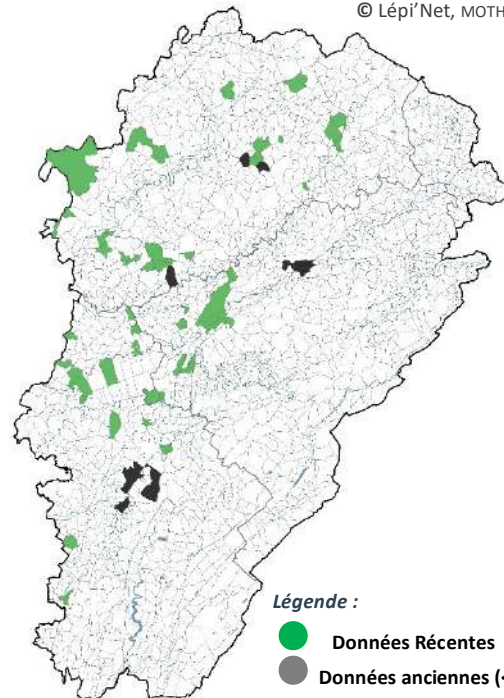 © Lépi’Net, MOTH
Légende :
Données Récentes
Données anciennes (